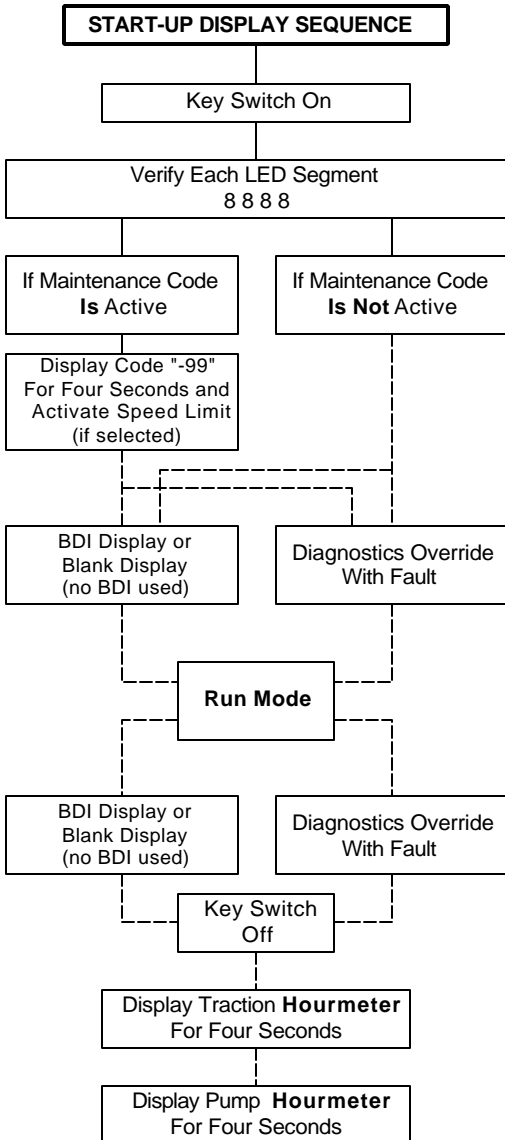 START-UP DISPLAY SEQUENCE
Key Switch On
Verify Each LED Segment
8 8 8 8
If Maintenance Code
Is Active
If Maintenance Code
Is Not Active
Display Code "-99"
For Four Seconds and
Activate Speed Limit
(if selected)
BDI Display or
Blank Display
(no BDI used)
Diagnostics Override
With Fault
Run Mode
BDI Display or
Blank Display
(no BDI used)
Diagnostics Override
With Fault
Key Switch
Off
Display Traction Hourmeter
For Four Seconds
Display Pump Hourmeter
For Four Seconds